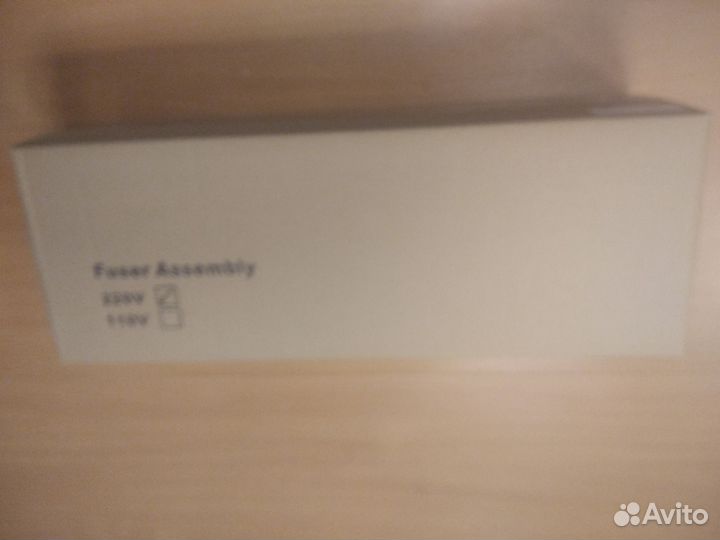 Fuser Assembly
220V ☑
110V ☐
Avito